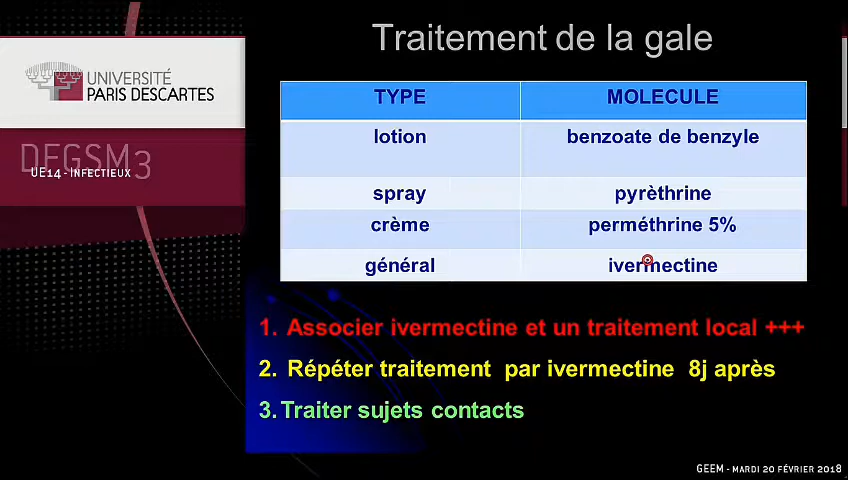 Traitement de la gale
UNIVERSITÉ
PARIS DESCARTES
DFGSM3
UE14 - INFECTIEUX
TYPE MOLECULE
lotion benzoate de benzyle
spray pyrèthrine
crème perméthrine 5%
général ivermectine
1. Associer ivermectine et un traitement local +++
2. Répéter traitement par ivermectine 8j après
3. Traiter sujets contacts
GEEM - MARDI 20 FÉVRIER 2018